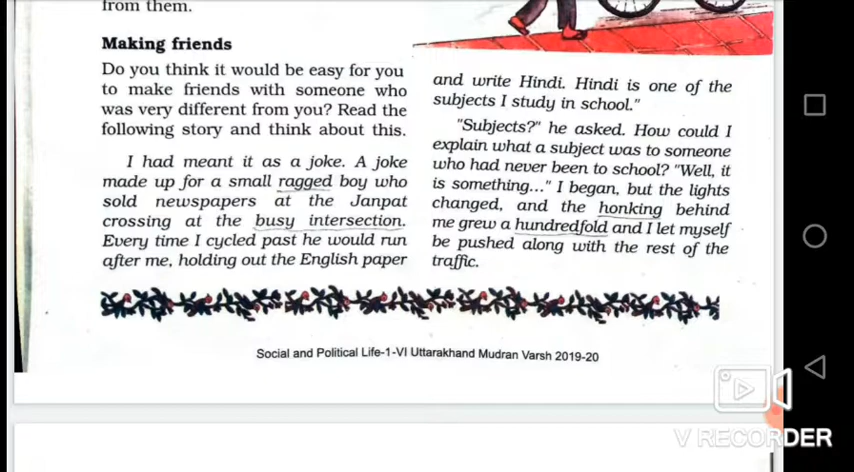 from them.
Making friends
Do you think it would be easy for you
to make friends with someone who
was very different from you? Read the
following story and think about this.
I had meant it as a joke. A joke
made up for a small ragged boy who
sold newspapers at the Janpat
crossing at the busy intersection.
Every time I cycled past he would run
after me, holding out the English paper
and write Hindi. Hindi is one of the
subjects I study in school."
"Subjects?" he asked. How could I
explain what a subject was to someone
who had never been to school? "Well, it
is something..." I began, but the lights
changed, and the honking behind
me grew a hundredfold and I let myself
be pushed along with the rest of the
traffic.
Social and Political Life-1-VI Uttarakhand Mudran Varsh 2019-20
V RECORDER